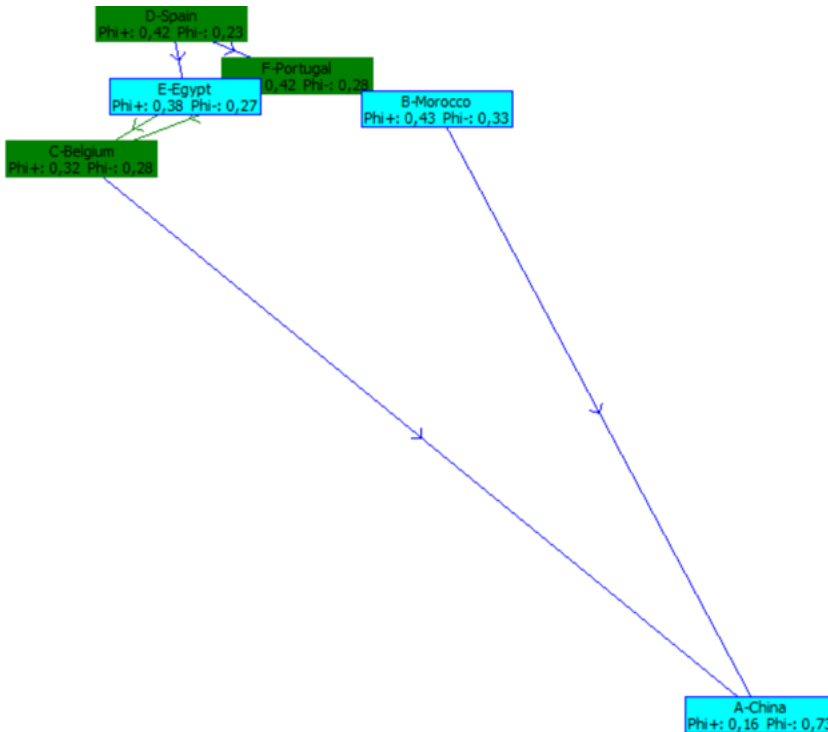 D-Spain
Phi+: 0,42 Phi-: 0,23
F-Portugal
0,42 Phi-: 0,28
E-Egypt
Phi+: 0,38 Phi-: 0,27
B-Morocco
Phi+: 0,43 Phi-: 0,33
C-Belgium
Phi+: 0,32 Phi-: 0,28
A-China
Phi+: 0,16 Phi-: 0,73